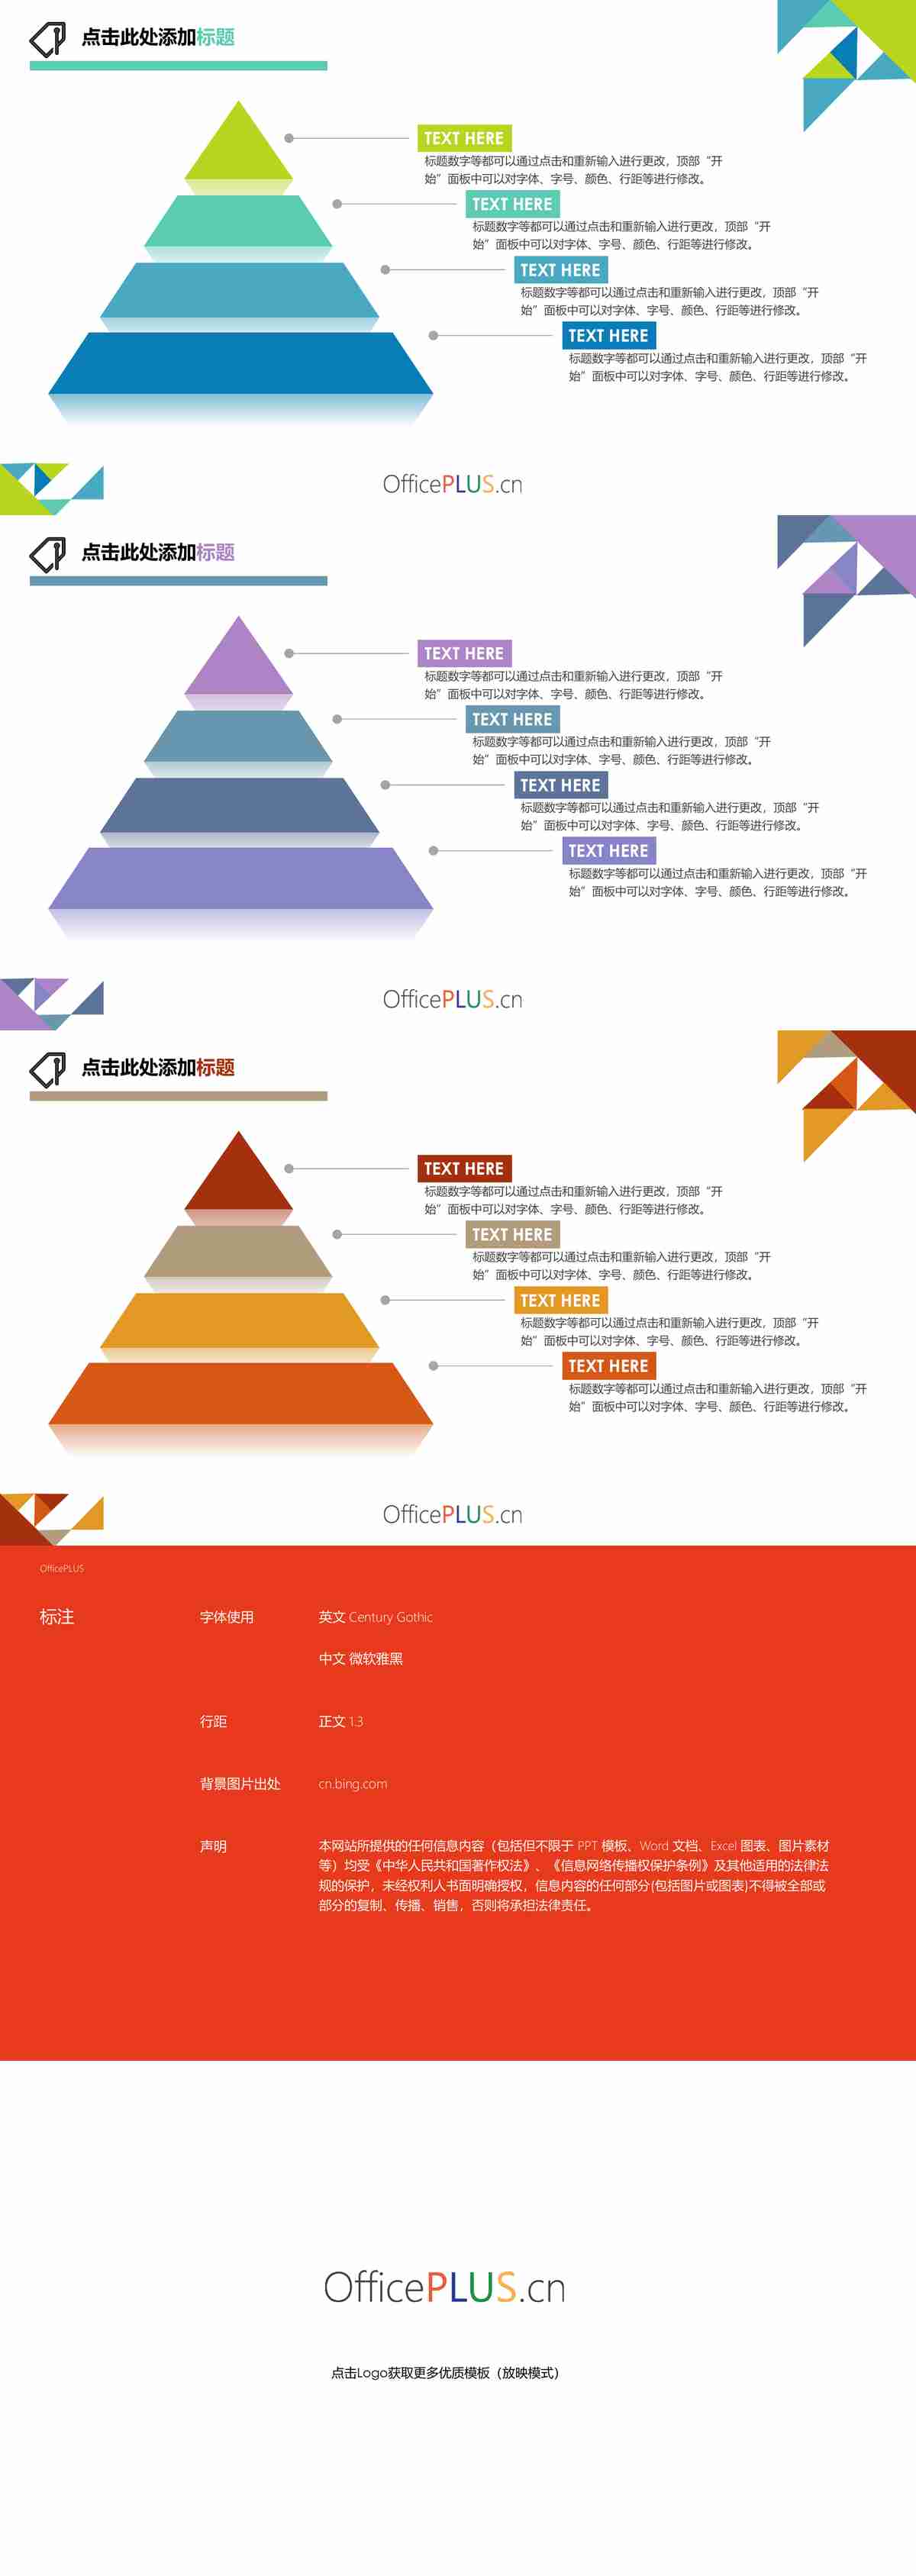 点击此处添加标题
TEXT HERE
标题数字等都可以通过点击和重新输入进行更改，顶部“开
始”面板中可以对字体、字号、颜色、行距等进行修改。
TEXT HERE
标题数字等都可以通过点击和重新输入进行更改，顶部“开
始”面板中可以对字体、字号、颜色、行距等进行修改。
TEXT HERE
标题数字等都可以通过点击和重新输入进行更改，顶部“开
始”面板中可以对字体、字号、颜色、行距等进行修改。
TEXT HERE
标题数字等都可以通过点击和重新输入进行更改，顶部“开
始”面板中可以对字体、字号、颜色、行距等进行修改。
OfficePLUS.cn
点击此处添加标题
TEXT HERE
标题数字等都可以通过点击和重新输入进行更改，顶部“开
始”面板中可以对字体、字号、颜色、行距等进行修改。
TEXT HERE
标题数字等都可以通过点击和重新输入进行更改，顶部“开
始”面板中可以对字体、字号、颜色、行距等进行修改。
TEXT HERE
标题数字等都可以通过点击和重新输入进行更改，顶部“开
始”面板中可以对字体、字号、颜色、行距等进行修改。
TEXT HERE
标题数字等都可以通过点击和重新输入进行更改，顶部“开
始”面板中可以对字体、字号、颜色、行距等进行修改。
OfficePLUS.cn
点击此处添加标题
TEXT HERE
标题数字等都可以通过点击和重新输入进行更改，顶部“开
始”面板中可以对字体、字号、颜色、行距等进行修改。
TEXT HERE
标题数字等都可以通过点击和重新输入进行更改，顶部“开
始”面板中可以对字体、字号、颜色、行距等进行修改。
TEXT HERE
标题数字等都可以通过点击和重新输入进行更改，顶部“开
始”面板中可以对字体、字号、颜色、行距等进行修改。
TEXT HERE
标题数字等都可以通过点击和重新输入进行更改，顶部“开
始”面板中可以对字体、字号、颜色、行距等进行修改。
OfficePLUS.cn
OfficePLUS
标注
字体使用
英文 Century Gothic
中文 微软雅黑
行距
正文 1.3
背景图片出处
cn.bing.com
声明
本网站所提供的任何信息内容（包括但不限于 PPT 模板、Word 文档、Excel 图表、图片素材
等）均受《中华人民共和国著作权法》、《信息网络传播权保护条例》及其他适用的法律法
规的保护，未经权利人书面明确授权，信息内容的任何部分(包括图片或图表)不得被全部或
部分的复制、传播、销售，否则将承担法律责任。
OfficePLUS.cn
点击Logo获取更多优质模板（放映模式）